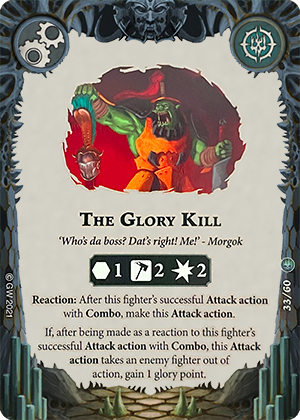 The Glory Kill
'Who's da boss? Dat's right! Me!' - Morgok
1 2 2
Reaction: After this fighter's successful Attack action
with Combo, make this Attack action.
If, after being made as a reaction to this fighter's
successful Attack action with Combo, this Attack
action takes an enemy fighter out of
action, gain 1 glory point.
© GW 2021
33/60